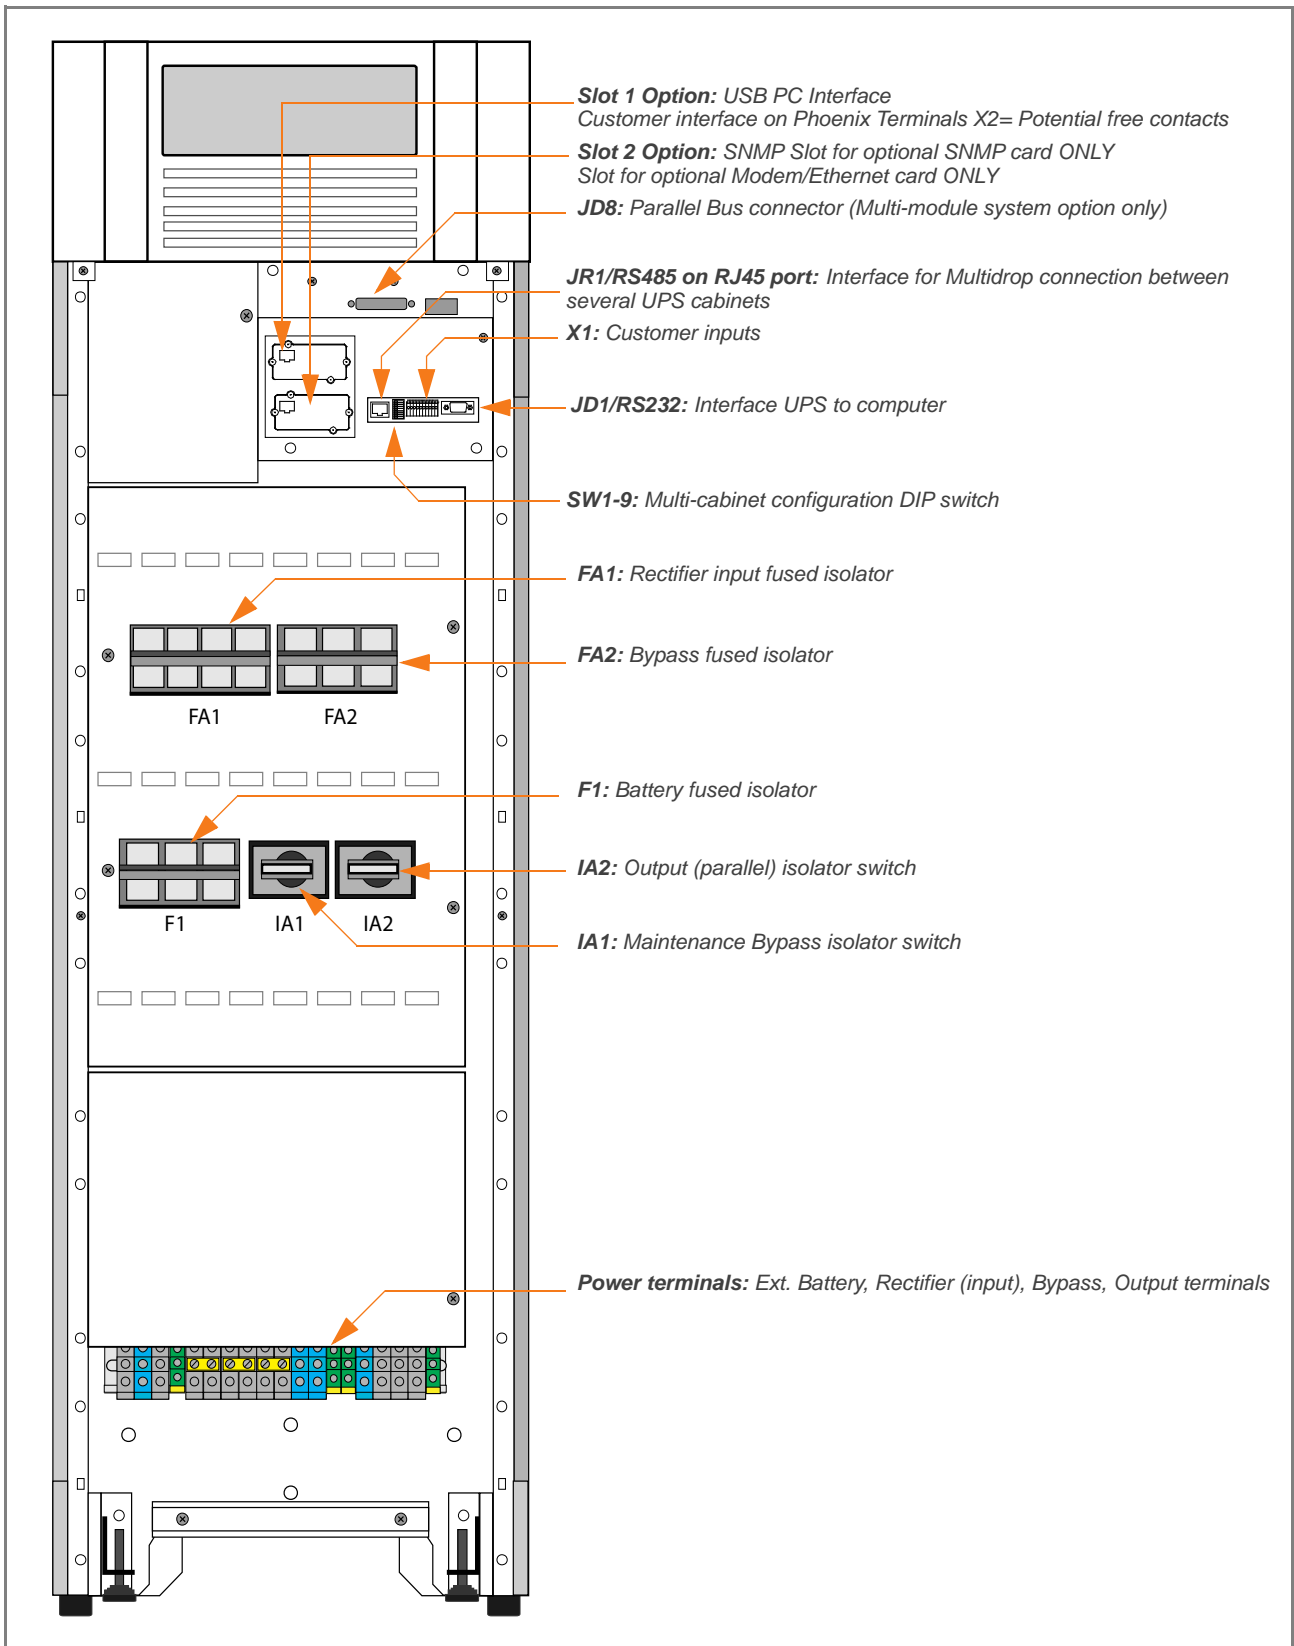 Slot 1 Option: USB PC Interface
Customer interface on Phoenix Terminals X2= Potential free contacts
Slot 2 Option: SNMP Slot for optional SNMP card ONLY
Slot for optional Modem/Ethernet card ONLY
JD8: Parallel Bus connector (Multi-module system option only)
JR1/RS485 on RJ45 port: Interface for Multidrop connection between
several UPS cabinets
X1: Customer inputs
JD1/RS232: Interface UPS to computer
SW1-9: Multi-cabinet configuration DIP switch
FA1: Rectifier input fused isolator
FA2: Bypass fused isolator
FA1
FA2
F1: Battery fused isolator
IA2: Output (parallel) isolator switch
F1
IA1
IA2
IA1: Maintenance Bypass isolator switch
Power terminals: Ext. Battery, Rectifier (input), Bypass, Output terminals